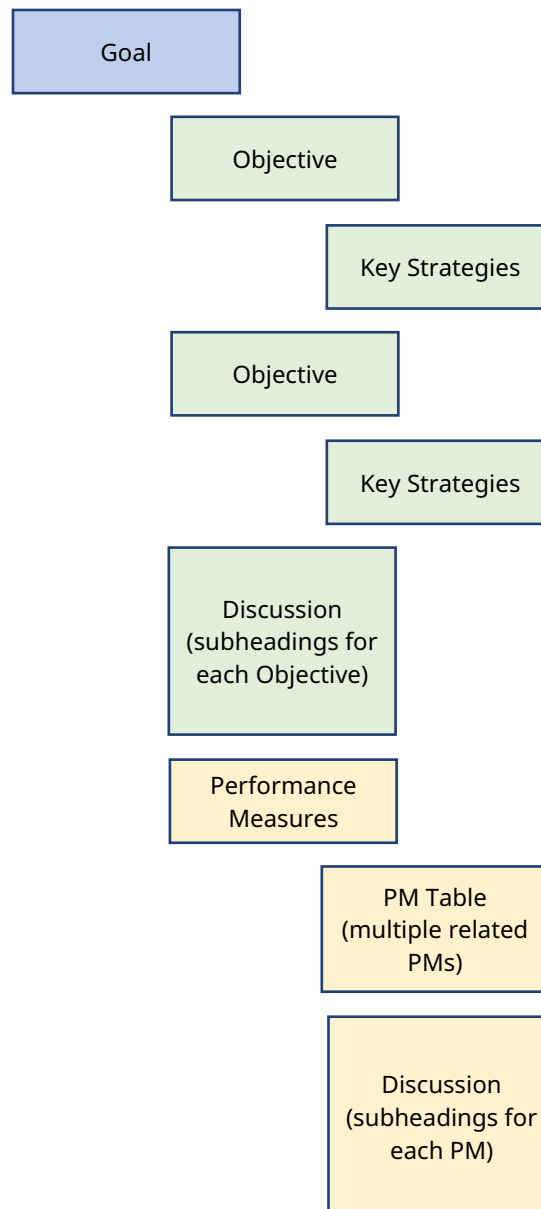 Goal
Objective
Key Strategies
Objective
Key Strategies
Discussion
(subheadings for
each Objective)
Performance
Measures
PM Table
(multiple related
PMs)
Discussion
(subheadings for
each PM)